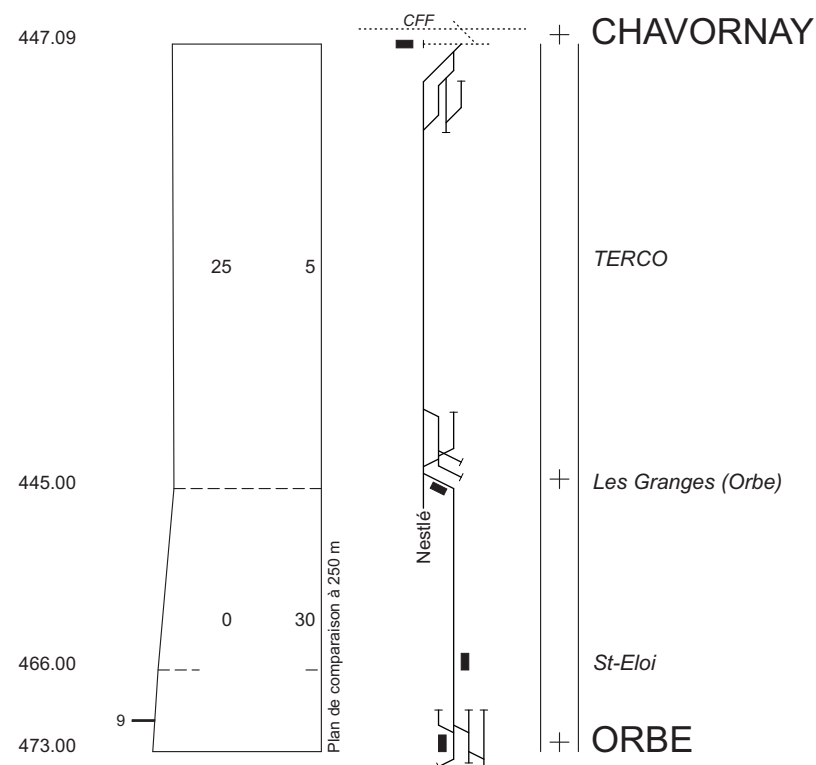 CFF
447.09
CHAVORNAY
25 5
TERCO
445.00
Les Granges (Orbe)
Nestlé
Plan de comparaison à 250 m
0 30
466.00
St-Eloi
9
473.00
ORBE